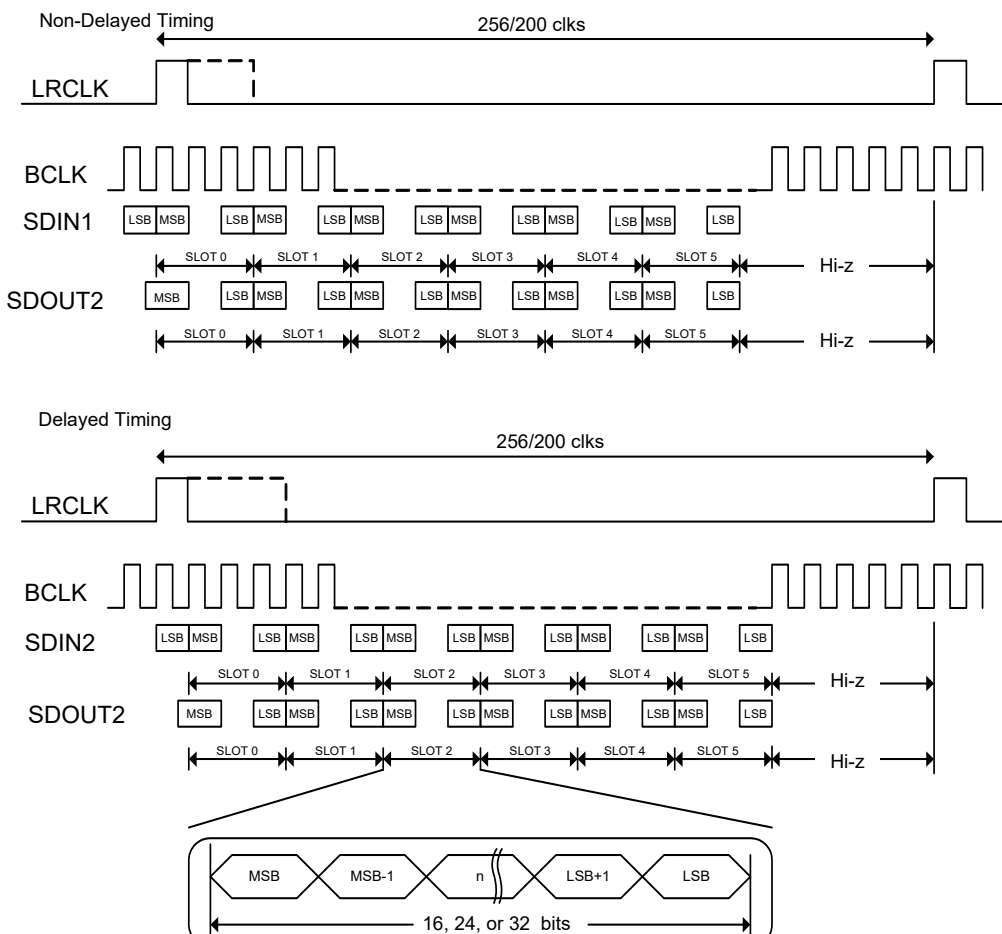 Non-Delayed Timing
256/200 clks
LRCLK
BCLK
SDIN1
LSB MSB LSB MSB LSB MSB LSB MSB LSB MSB LSB MSB LSB
SLOT 0 SLOT 1 SLOT 2 SLOT 3 SLOT 4 SLOT 5 Hi-z
SDOUT2
MSB LSB MSB LSB MSB LSB MSB LSB MSB LSB MSB LSB
SLOT 0 SLOT 1 SLOT 2 SLOT 3 SLOT 4 SLOT 5 Hi-z
Delayed Timing
256/200 clks
LRCLK
BCLK
SDIN2
LSB MSB LSB MSB LSB MSB LSB MSB LSB MSB LSB MSB LSB
SLOT 0 SLOT 1 SLOT 2 SLOT 3 SLOT 4 SLOT 5 Hi-z
SDOUT2
MSB LSB MSB LSB MSB LSB MSB LSB MSB LSB MSB LSB
SLOT 0 SLOT 1 SLOT 2 SLOT 3 SLOT 4 SLOT 5 Hi-z
MSB MSB-1 n LSB+1 LSB
16, 24, or 32 bits